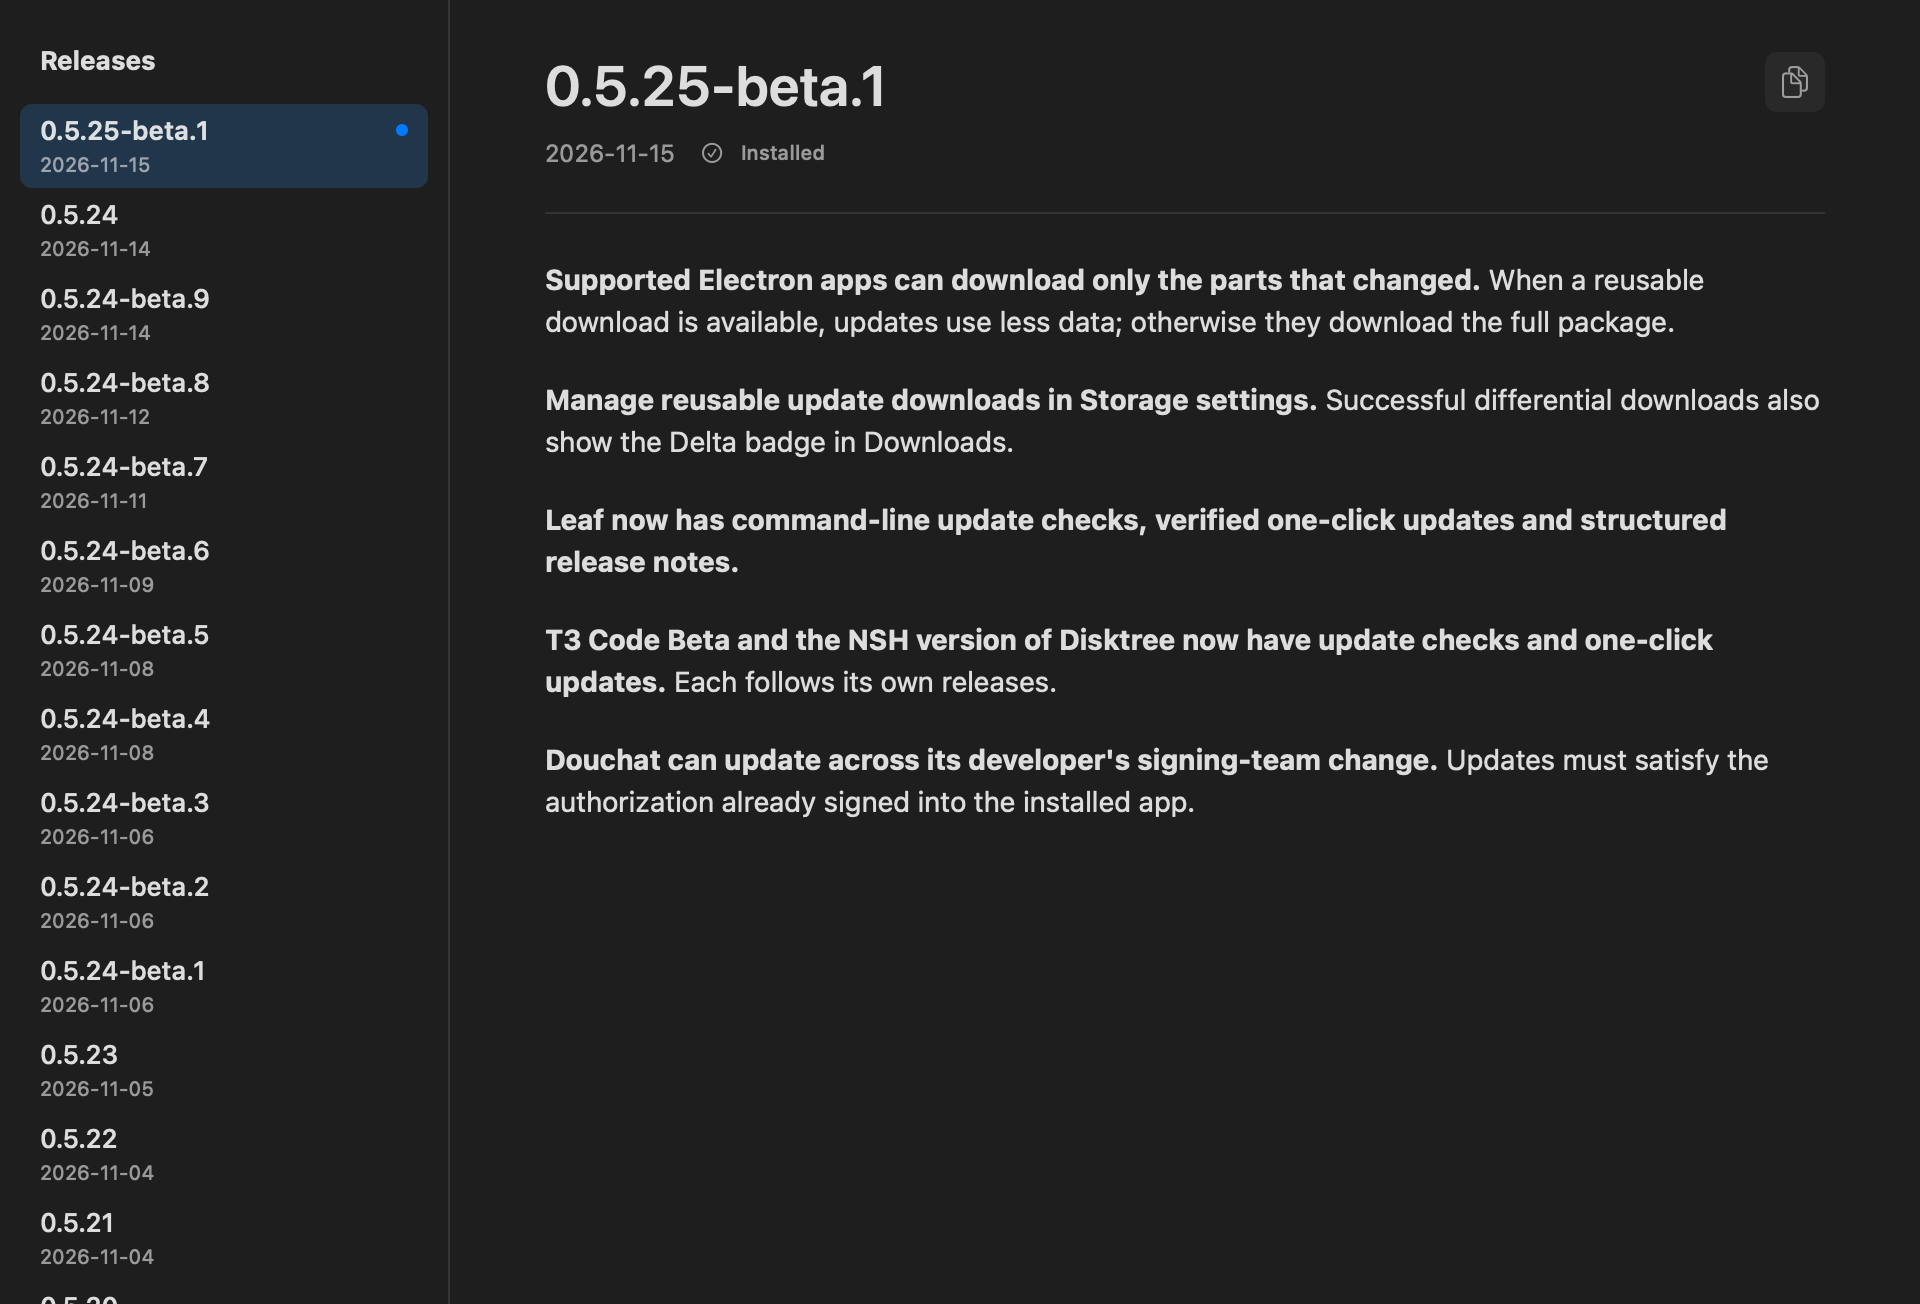 Releases
0.5.25-beta.1
2026-11-15
0.5.24
2026-11-14
0.5.24-beta.9
2026-11-14
0.5.24-beta.8
2026-11-12
0.5.24-beta.7
2026-11-11
0.5.24-beta.6
2026-11-09
0.5.24-beta.5
2026-11-08
0.5.24-beta.4
2026-11-08
0.5.24-beta.3
2026-11-06
0.5.24-beta.2
2026-11-06
0.5.24-beta.1
2026-11-06
0.5.23
2026-11-05
0.5.22
2026-11-04
0.5.21
2026-11-04
0.5.25-beta.1
2026-11-15 Installed
Supported Electron apps can download only the parts that changed. When a reusable
download is available, updates use less data; otherwise they download the full package.
Manage reusable update downloads in Storage settings. Successful differential downloads also
show the Delta badge in Downloads.
Leaf now has command-line update checks, verified one-click updates and structured
release notes.
T3 Code Beta and the NSH version of Disktree now have update checks and one-click
updates. Each follows its own releases.
Douchat can update across its developer's signing-team change. Updates must satisfy the
authorization already signed into the installed app.